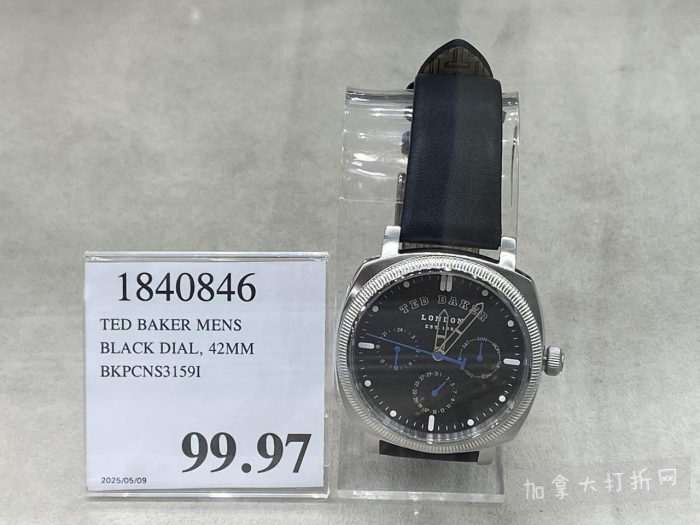 1840846
TED BAKER MENS
BLACK DIAL, 42MM
BKPCNS3159I
99.97
2025/05/09
TED BAKER
LONDON
加拿大打折网